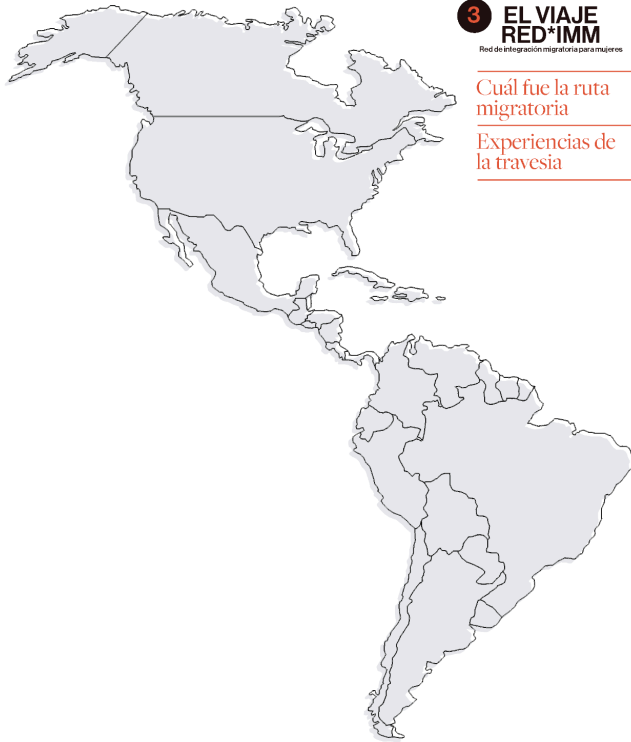 3
EL VIAJE
RED*IMM
Red de integración migratoria para mujeres
Cuál fue la ruta
migratoria
Experiencias de
la travesia